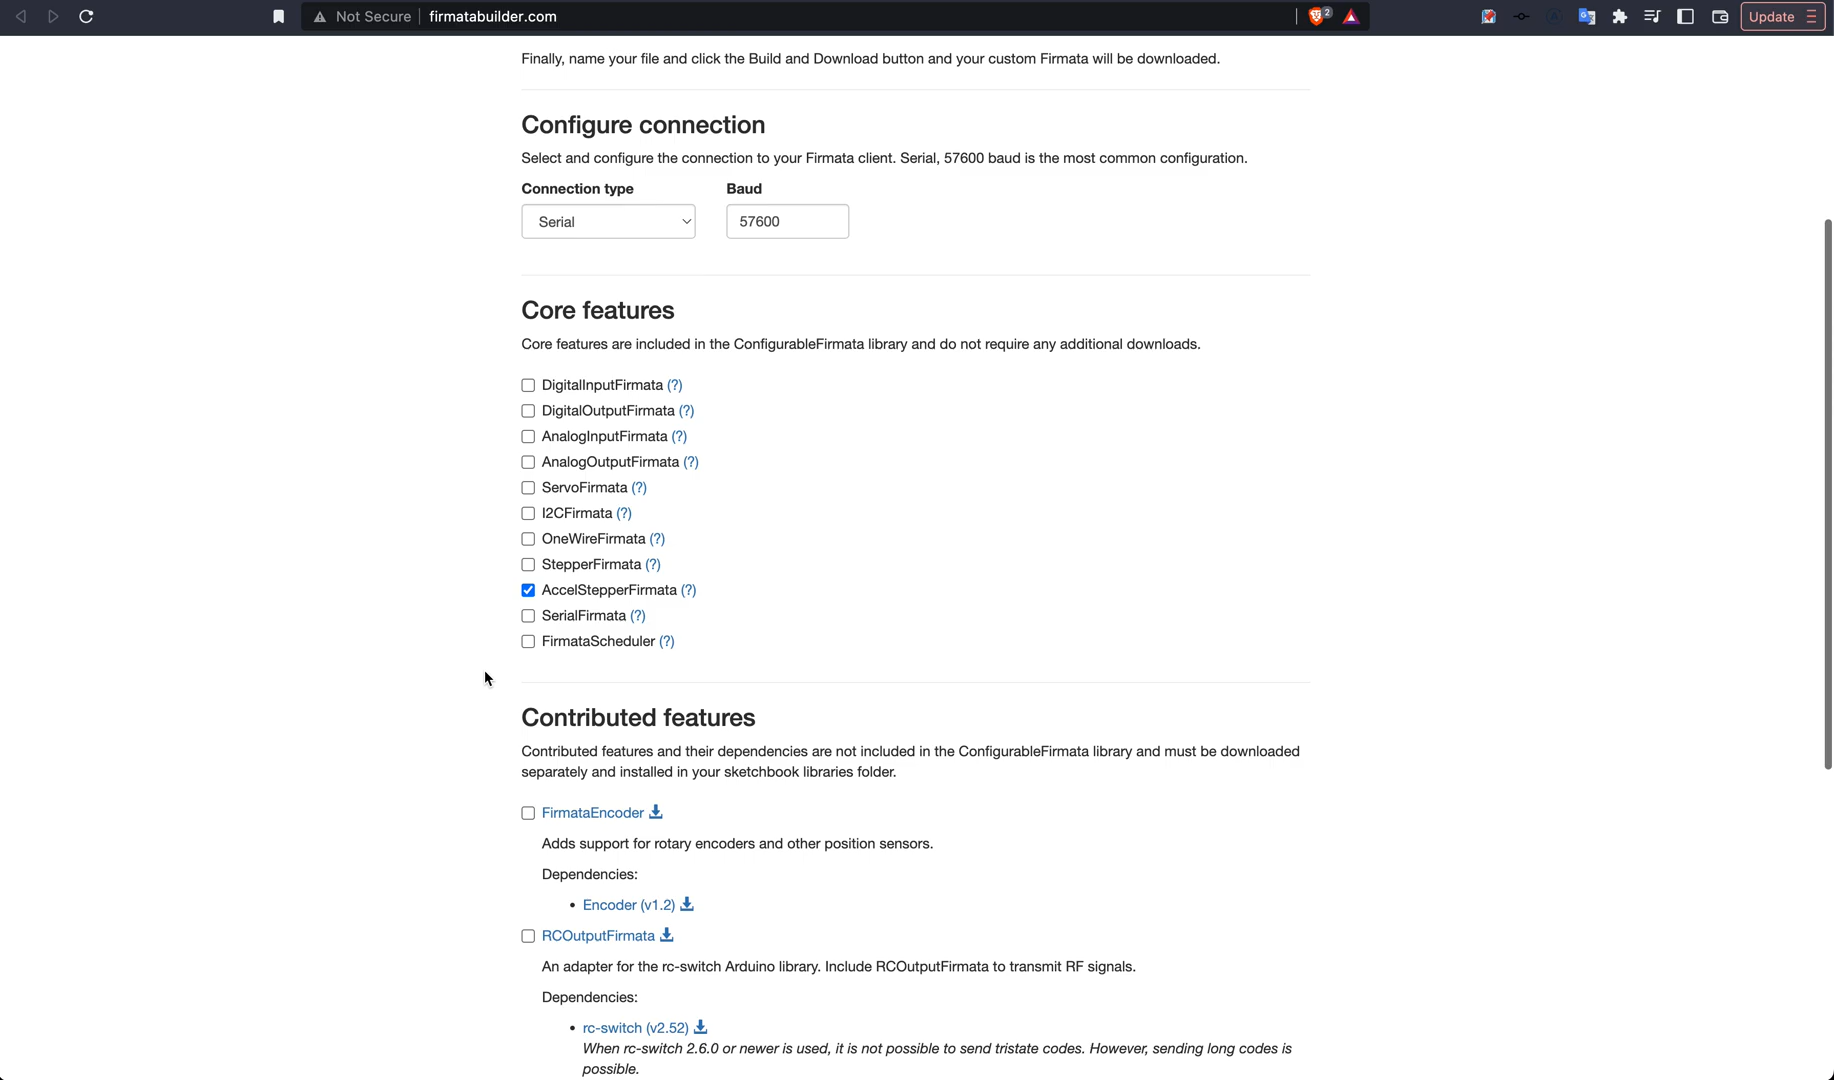 Not Secure firmatabuilder.com 2 Update
Finally, name your file and click the Build and Download button and your custom Firmata will be downloaded.
Configure connection
Select and configure the connection to your Firmata client. Serial, 57600 baud is the most common configuration.
Connection type Baud
Serial 57600
Core features
Core features are included in the ConfigurableFirmata library and do not require any additional downloads.
DigitalInputFirmata (?)
DigitalOutputFirmata (?)
AnalogInputFirmata (?)
AnalogOutputFirmata (?)
ServoFirmata (?)
I2CFirmata (?)
OneWireFirmata (?)
StepperFirmata (?)
AccelStepperFirmata (?)
SerialFirmata (?)
FirmataScheduler (?)
Contributed features
Contributed features and their dependencies are not included in the ConfigurableFirmata library and must be downloaded
separately and installed in your sketchbook libraries folder.
FirmataEncoder
Adds support for rotary encoders and other position sensors.
Dependencies:
• Encoder (v1.2)
RCOutputFirmata
An adapter for the rc-switch Arduino library. Include RCOutputFirmata to transmit RF signals.
Dependencies:
• rc-switch (v2.52)
When rc-switch 2.6.0 or newer is used, it is not possible to send tristate codes. However, sending long codes is
possible.